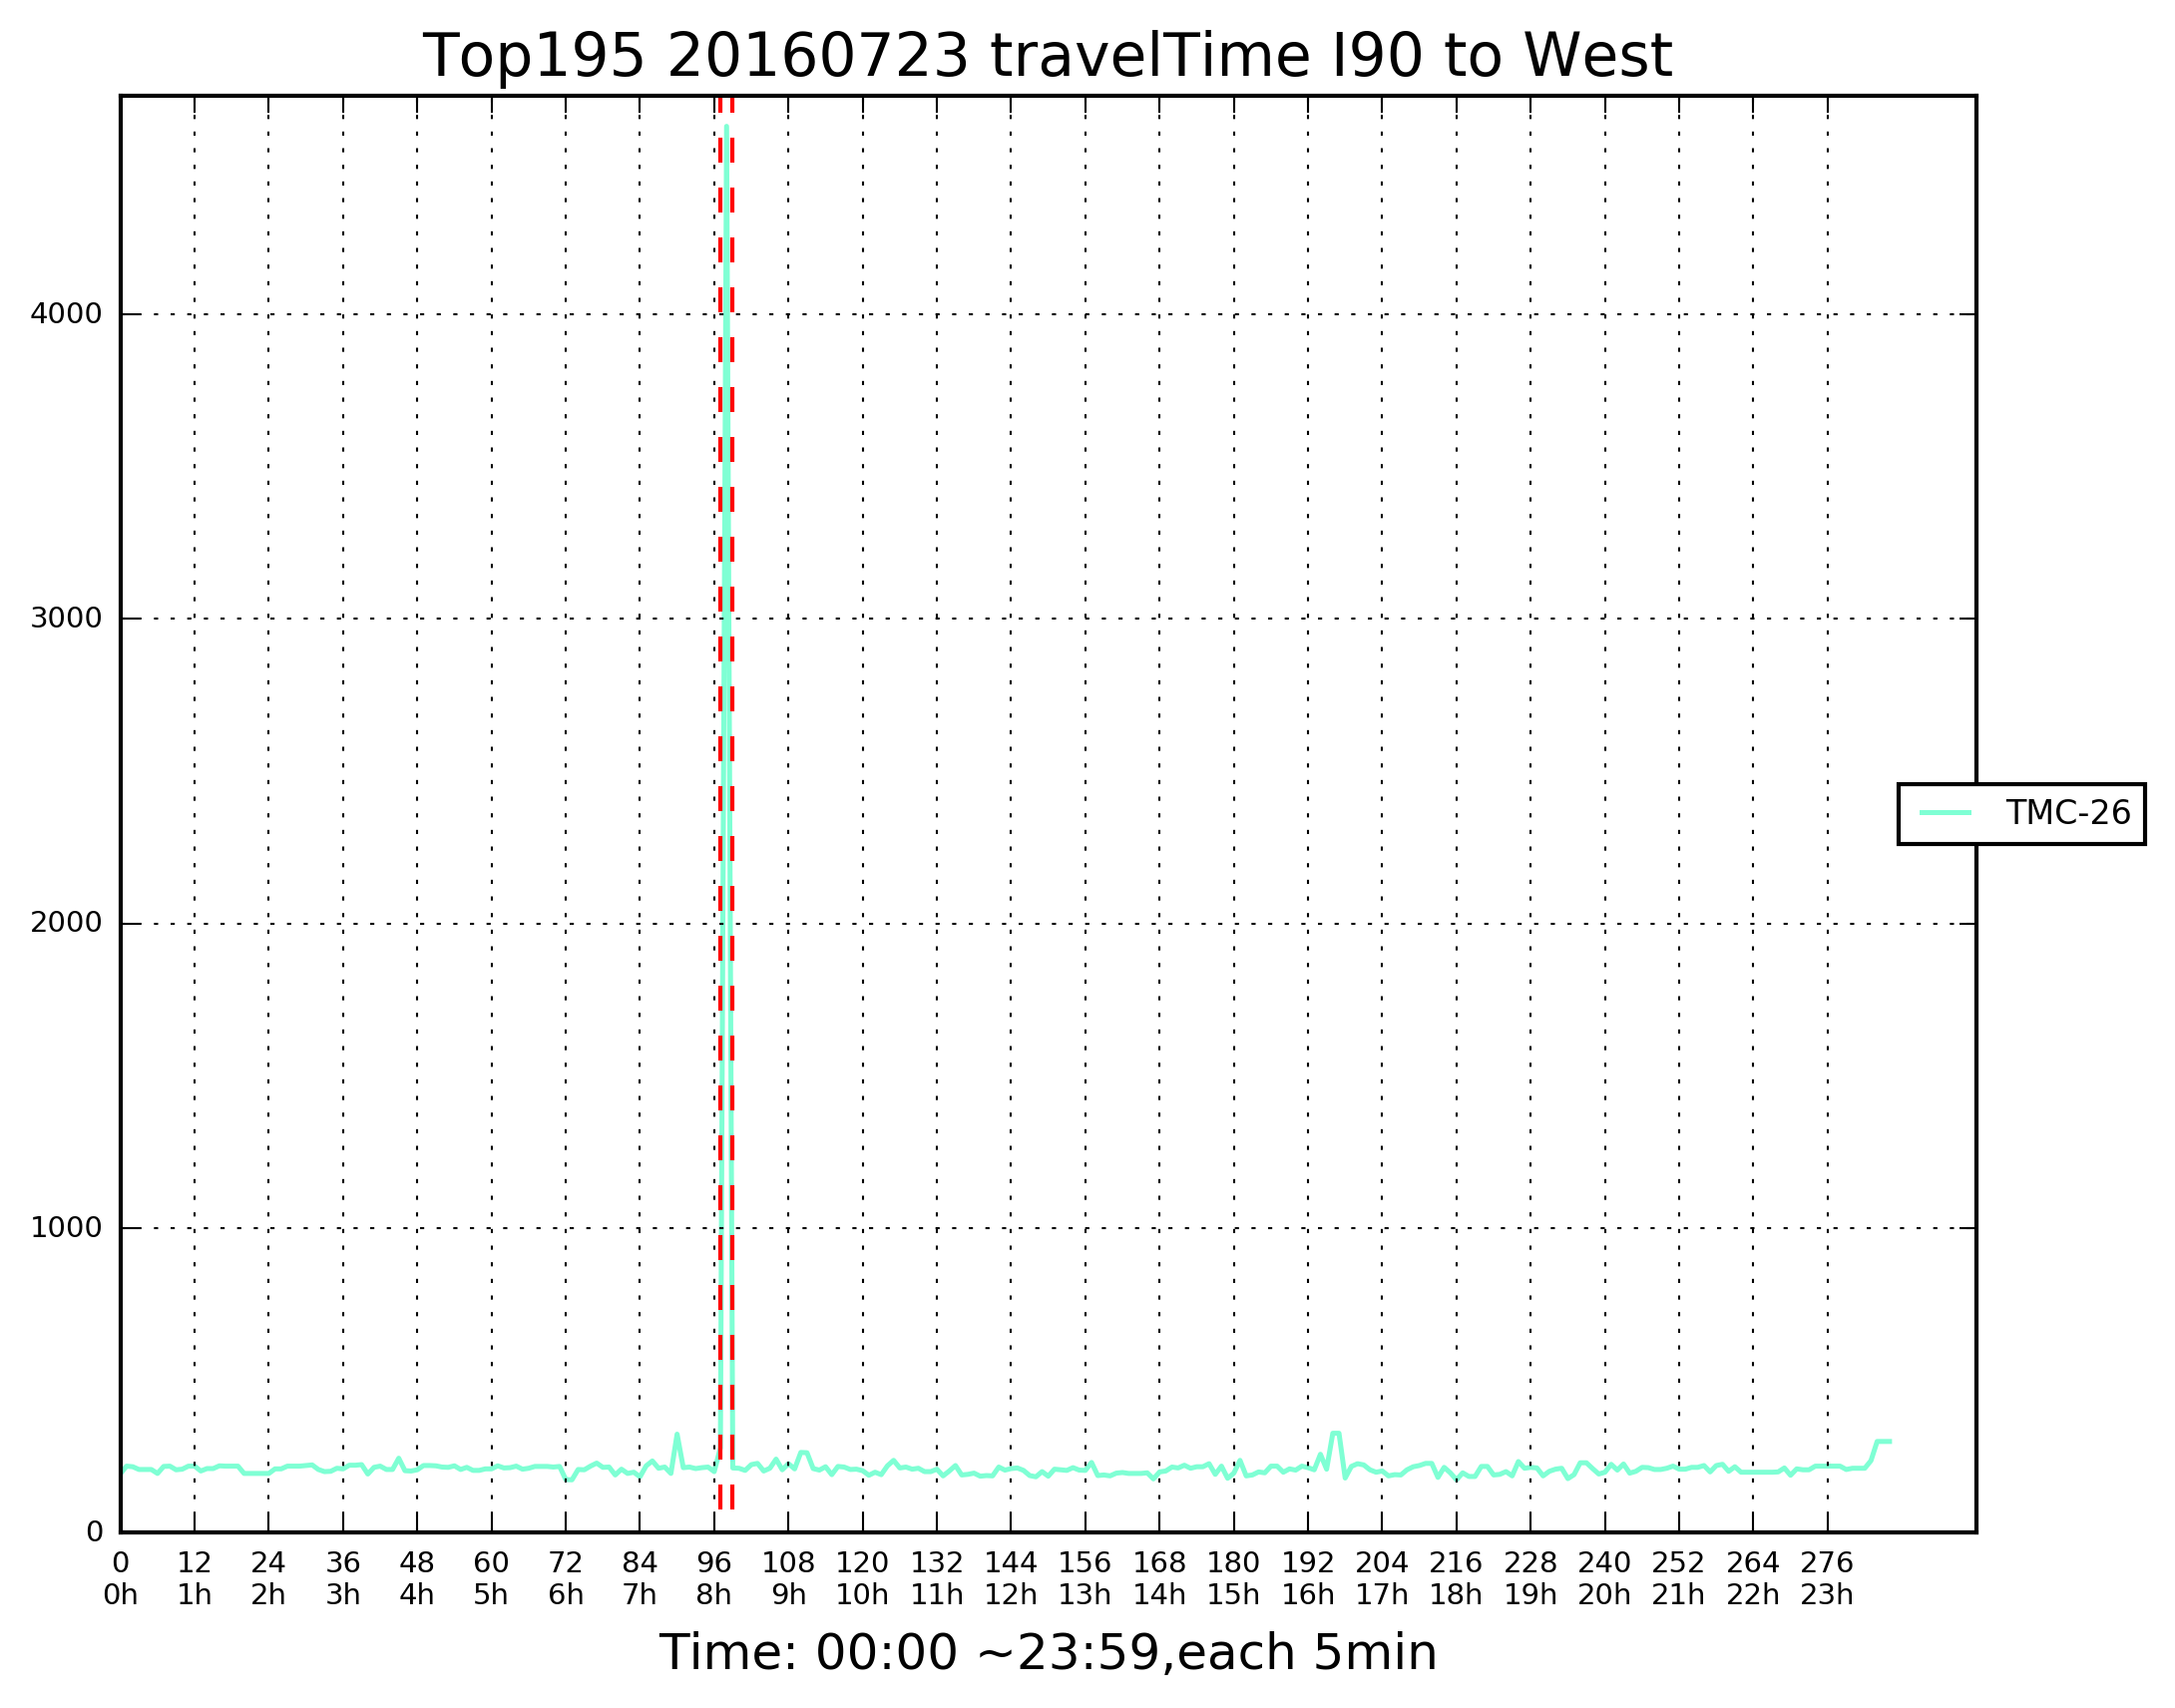 Top195 20160723 travelTime I90 to West
4000
3000
2000
1000
0
TMC-26
0 12 24 36 48 60 72 84 96 108 120 132 144 156 168 180 192 204 216 228 240 252 264 276
0h 1h 2h 3h 4h 5h 6h 7h 8h 9h 10h 11h 12h 13h 14h 15h 16h 17h 18h 19h 20h 21h 22h 23h
Time: 00:00 ~23:59,each 5min